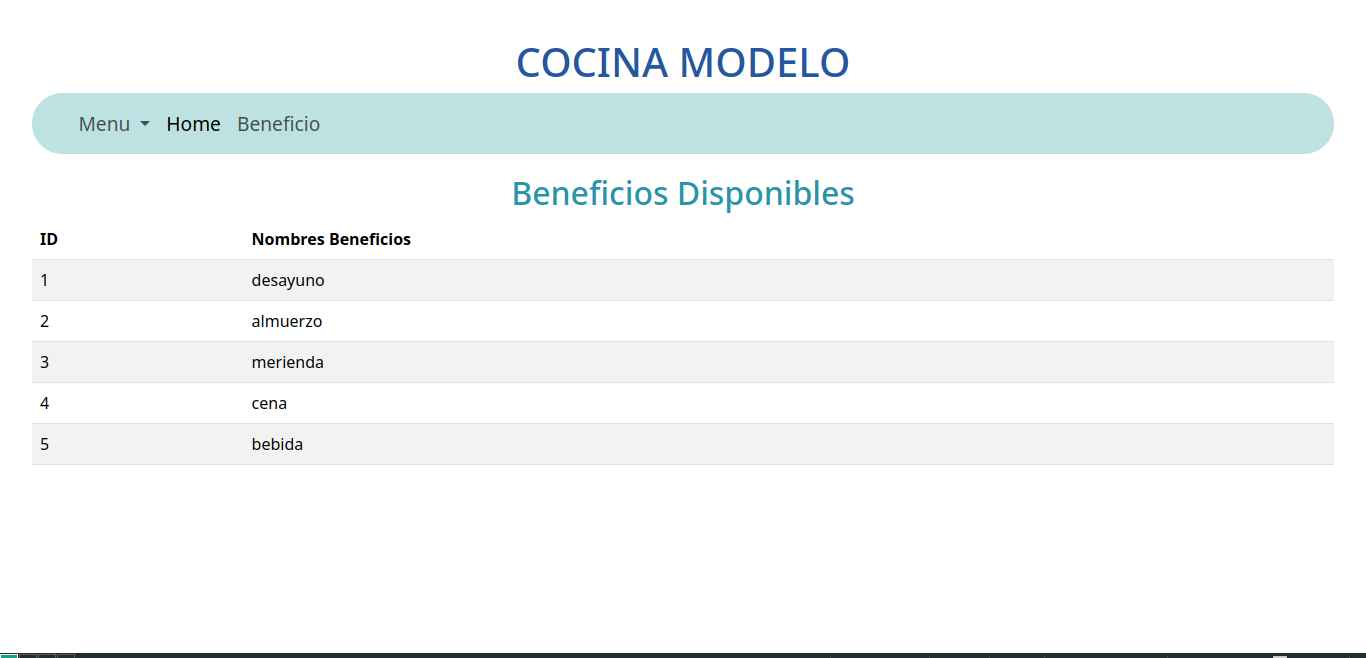 COCINA MODELO
Menu Home Beneficio
Beneficios Disponibles
ID Nombres Beneficios
1 desayuno
2 almuerzo
3 merienda
4 cena
5 bebida